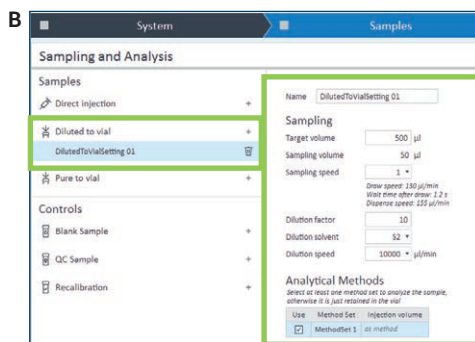 B
System
Samples
Sampling and Analysis
Samples
Direct injection +
Diluted to vial +
DilutedToVialSetting 01
Pure to vial +
Controls
Blank Sample +
QC Sample +
Recalibration +
Name DilutedToVialSetting 01
Sampling
Target volume 500 µl
Sampling volume 50 µl
Sampling speed 1
Draw speed: 190 µl/min
Wait time after draw: 1.2 s
Dispense speed: 155 µl/min
Dilution factor 10
Dilution solvent S2
Dilution speed 10000 µl/min
Analytical Methods
Select at least one method set to analyze the sample,
otherwise it is just retained in the vial
Use Method Set Injection volume
MethodSet 1 as method